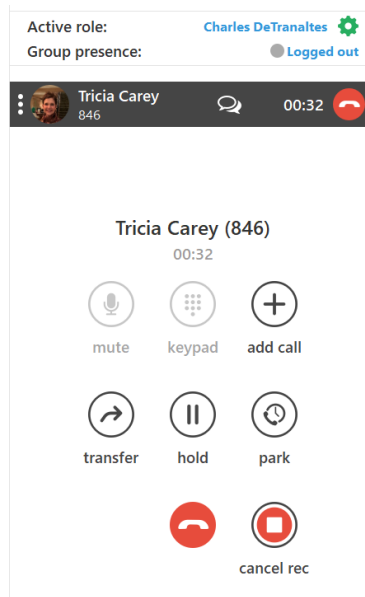 Active role: Charles DeTranaltes
Group presence: Logged out
Tricia Carey
846
00:32
Tricia Carey (846)
00:32
mute keypad add call
transfer hold park
cancel rec